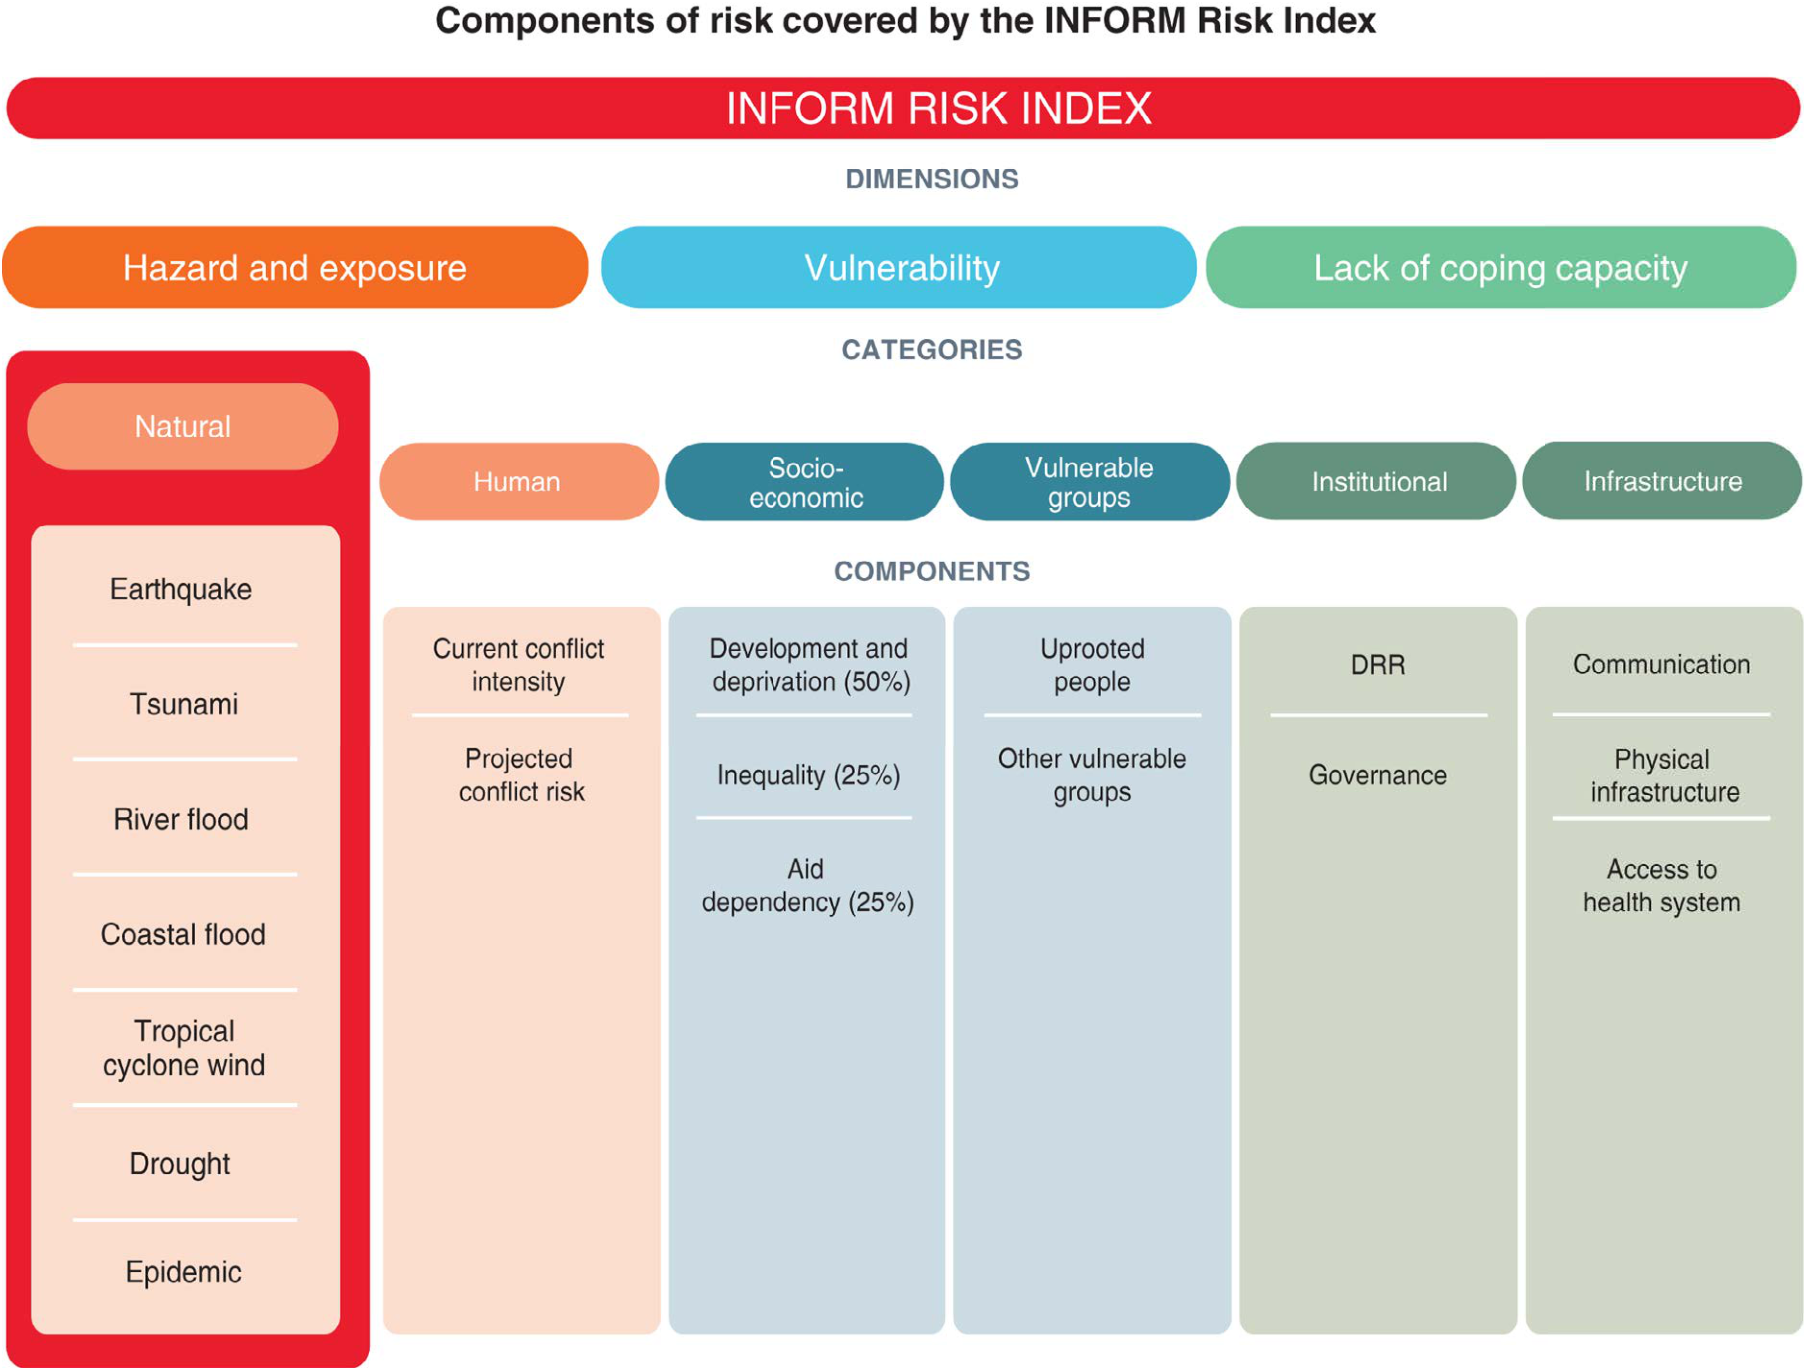 Components of risk covered by the INFORM Risk Index
INFORM RISK INDEX
DIMENSIONS
Hazard and exposure
Vulnerability
Lack of coping capacity
CATEGORIES
Natural
Human
Socio-
economic
Vulnerable
groups
Institutional
Infrastructure
COMPONENTS
Earthquake
Tsunami
River flood
Coastal flood
Tropical
cyclone wind
Drought
Epidemic
Current conflict
intensity
Projected
conflict risk
Development and
deprivation (50%)
Inequality (25%)
Aid
dependency (25%)
Uprooted
people
Other vulnerable
groups
DRR
Governance
Communication
Physical
infrastructure
Access to
health system